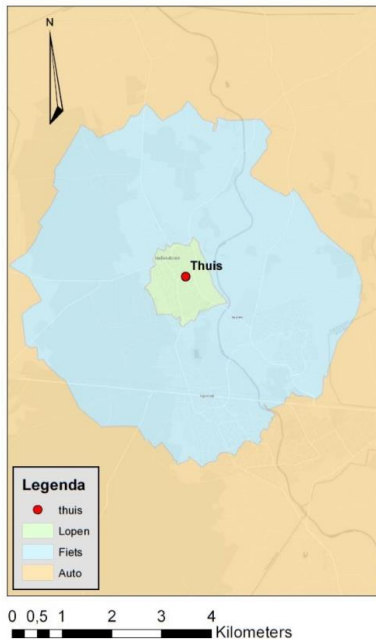 N
Thuis
Legenda
thuis
Lopen
Fiets
Auto
0 0,5 1 2 3 4
Kilometers